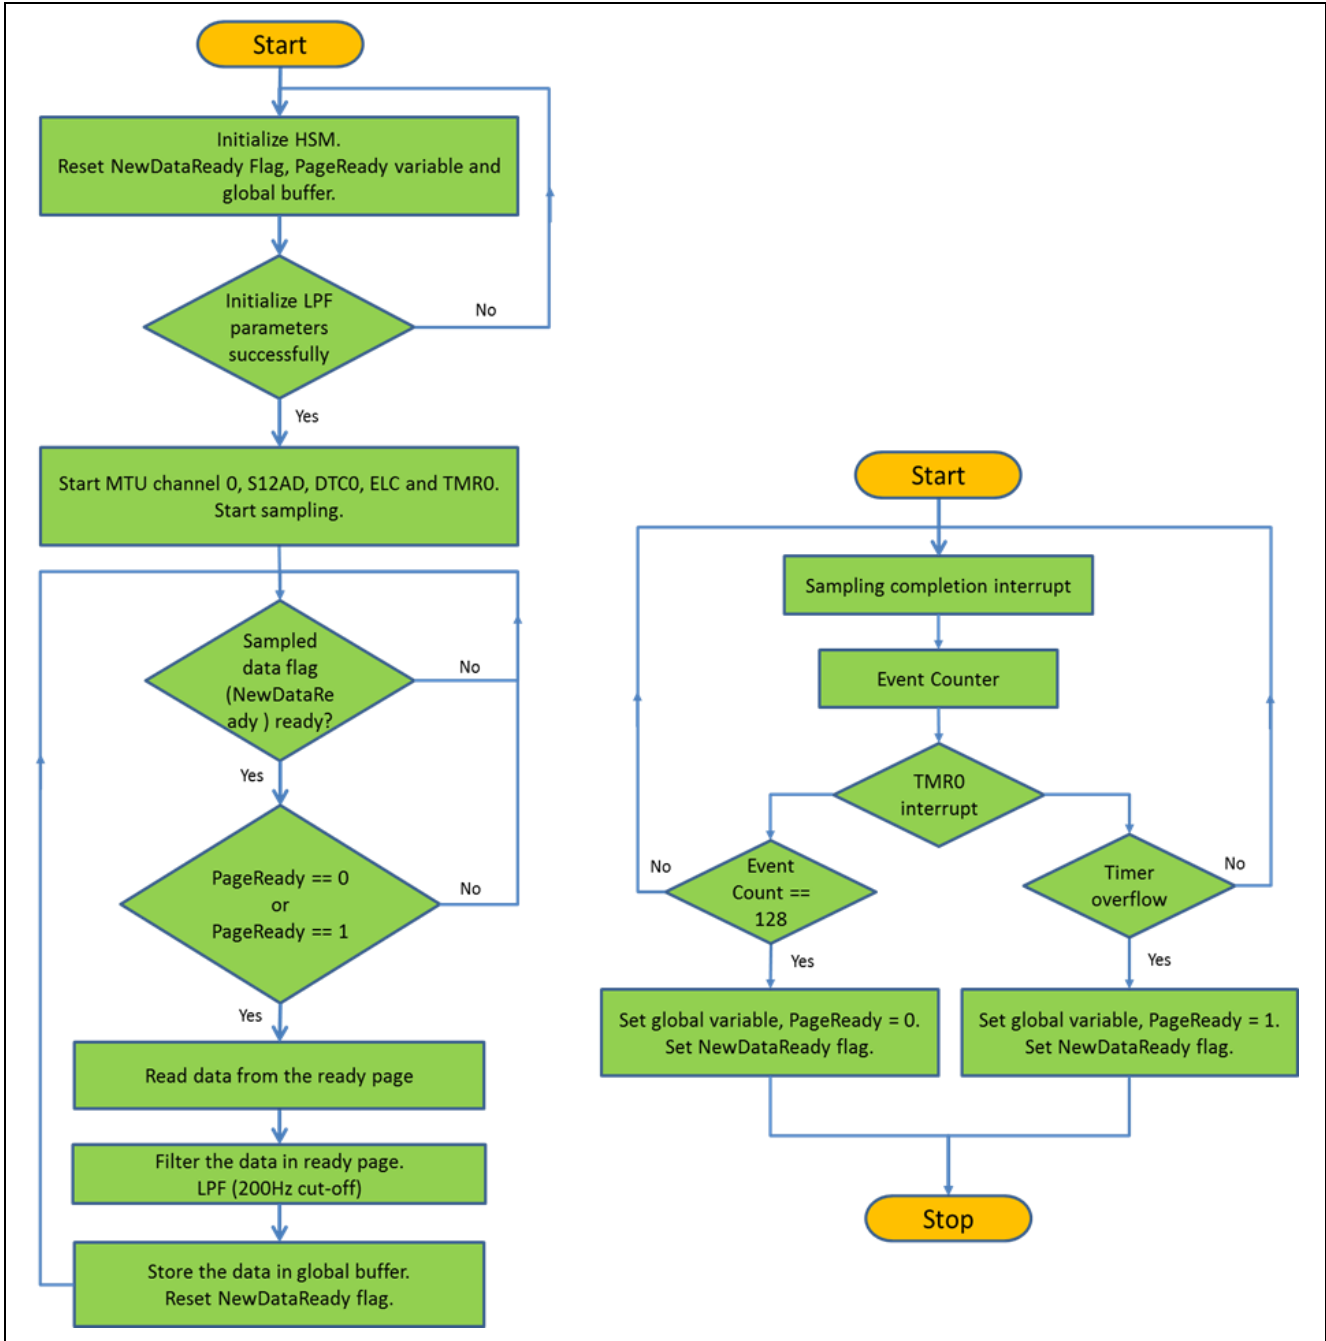 Start
Initialize HSM.
Reset NewDataReady Flag, PageReady variable and
global buffer.
Initialize LPF
parameters
successfully
No
Yes
Start MTU channel 0, S12AD, DTC0, ELC and TMR0.
Start sampling.
Sampled
data flag
(NewDataRe
ady ) ready?
No
Yes
PageReady == 0
or
PageReady == 1
No
Yes
Read data from the ready page
Filter the data in ready page.
LPF (200Hz cut-off)
Store the data in global buffer.
Reset NewDataReady flag.
Start
Sampling completion interrupt
Event Counter
TMR0
interrupt
No
Event
Count ==
128
Yes
Timer
overflow
No
Yes
Set global variable, PageReady = 0.
Set NewDataReady flag.
Set global variable, PageReady = 1.
Set NewDataReady flag.
Stop